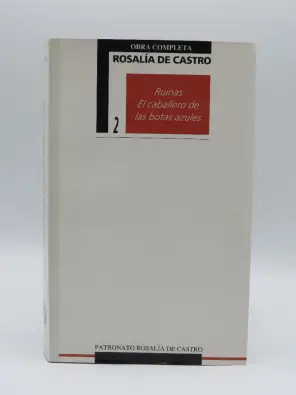 OBRA COMPLETA
ROSALÍA DE CASTRO
Ruinas
El caballero de
las botas azules
2
PATRONATO ROSALÍA DE CASTRO